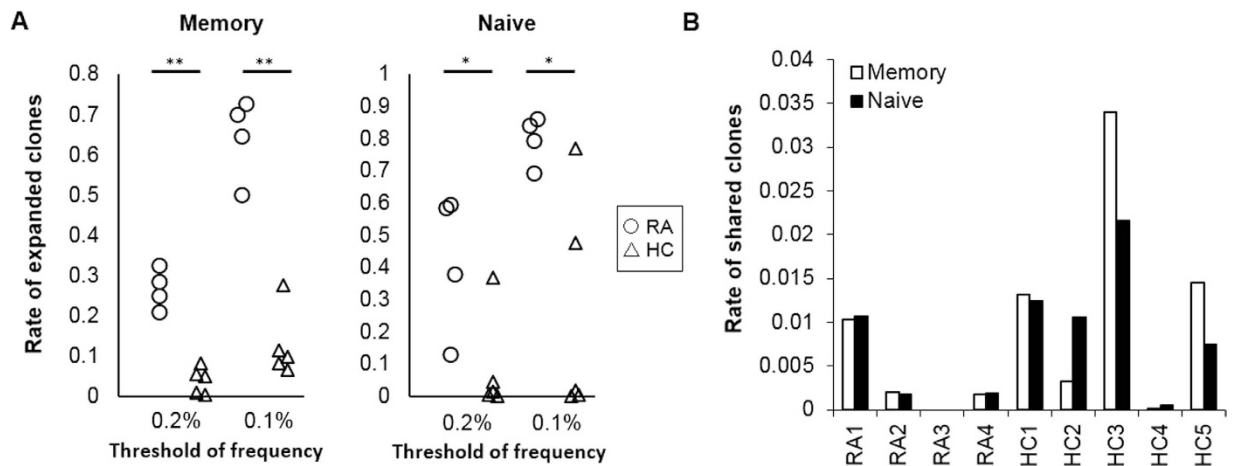 A
Memory
Naive
** ** * *
Rate of expanded clones
0.8
0.7
0.6
0.5
0.4
0.3
0.2
0.1
0
0.2% 0.1%
Threshold of frequency
1
0.9
0.8
0.7
0.6
0.5
0.4
0.3
0.2
0.1
0
0.2% 0.1%
Threshold of frequency
RA
HC
B
Rate of shared clones
0.04
0.035
0.03
0.025
0.02
0.015
0.01
0.005
0
Memory
Naive
RA1
RA2
RA3
RA4
HC1
HC2
HC3
HC4
HC5